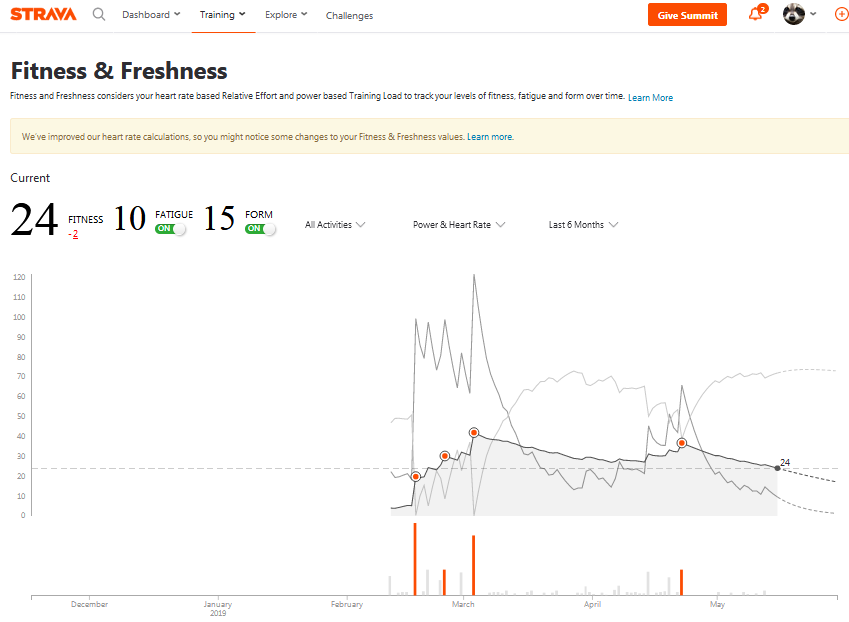 STRAVA Dashboard Training Explore Challenges Give Summit 2
Fitness & Freshness
Fitness and Freshness considers your heart rate based Relative Effort and power based Training Load to track your levels of fitness, fatigue and form over time. Learn More
We've improved our heart rate calculations, so you might notice some changes to your Fitness & Freshness values. Learn more.
Current
24 FITNESS -2 10 FATIGUE ON 15 FORM ON All Activities Power & Heart Rate Last 6 Months
120
110
100
90
80
70
60
50
40
30
24
20
10
0
December January February March April May
2019